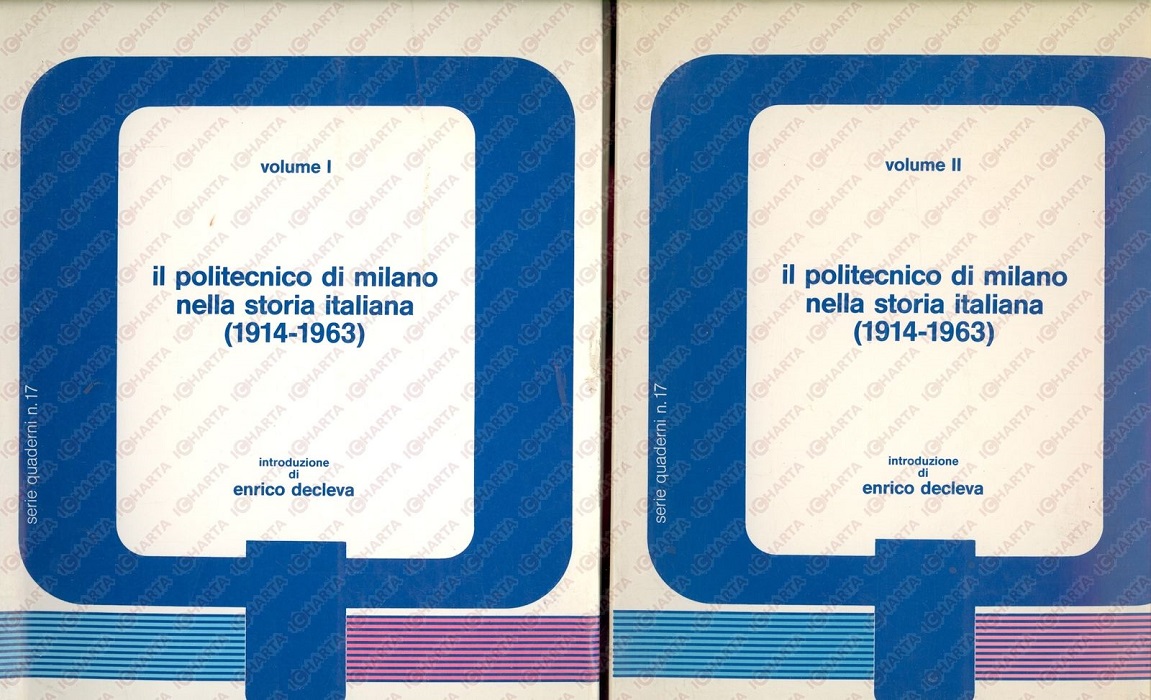 volume I
il politecnico di milano
nella storia italiana
(1914-1963)
introduzione
di
enrico decleva
serie quaderni n. 17
volume II
il politecnico di milano
nella storia italiana
(1914-1963)
introduzione
di
enrico decleva
serie quaderni n. 17
CHARTA